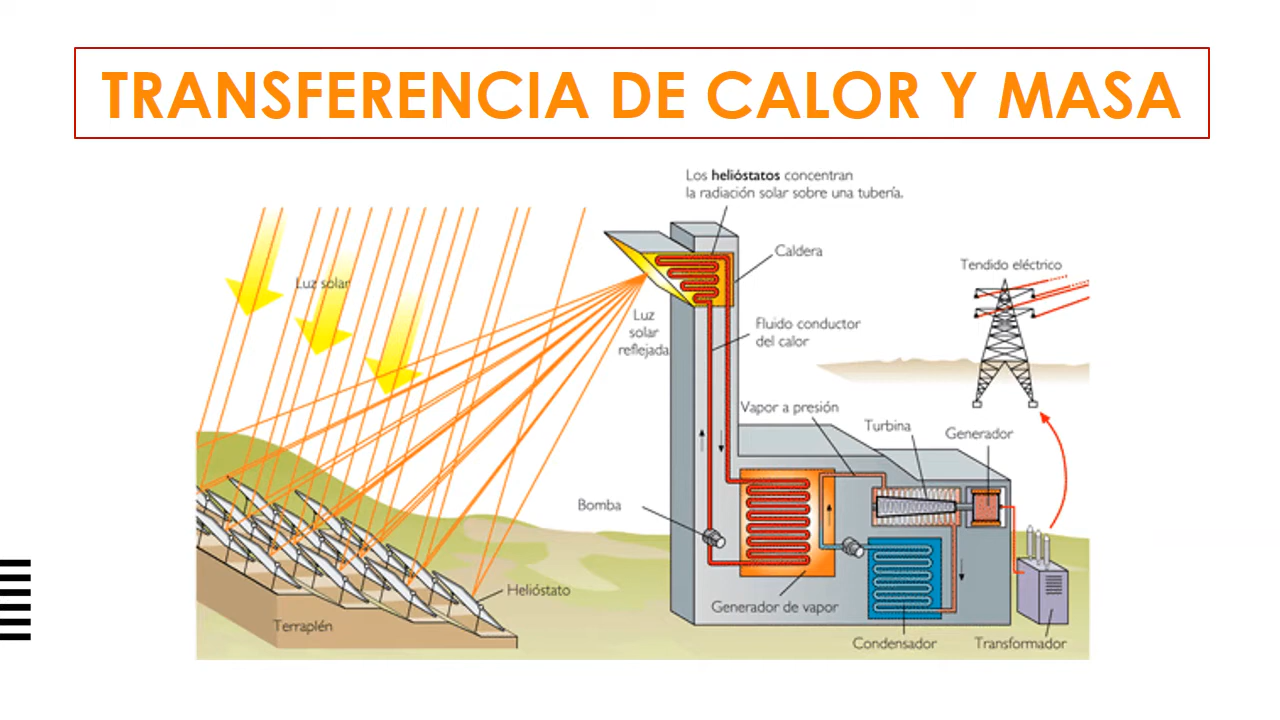 TRANSFERENCIA DE CALOR Y MASA
Los helióstatos concentran
la radiación solar sobre una tubería.
Caldera
Tendido eléctrico
Luz solar
Luz
solar
reflejada
Fluido conductor
del calor
Vapor a presión
Turbina
Generador
Bomba
Helióstato
Generador de vapor
Terraplén
Condensador
Transformador